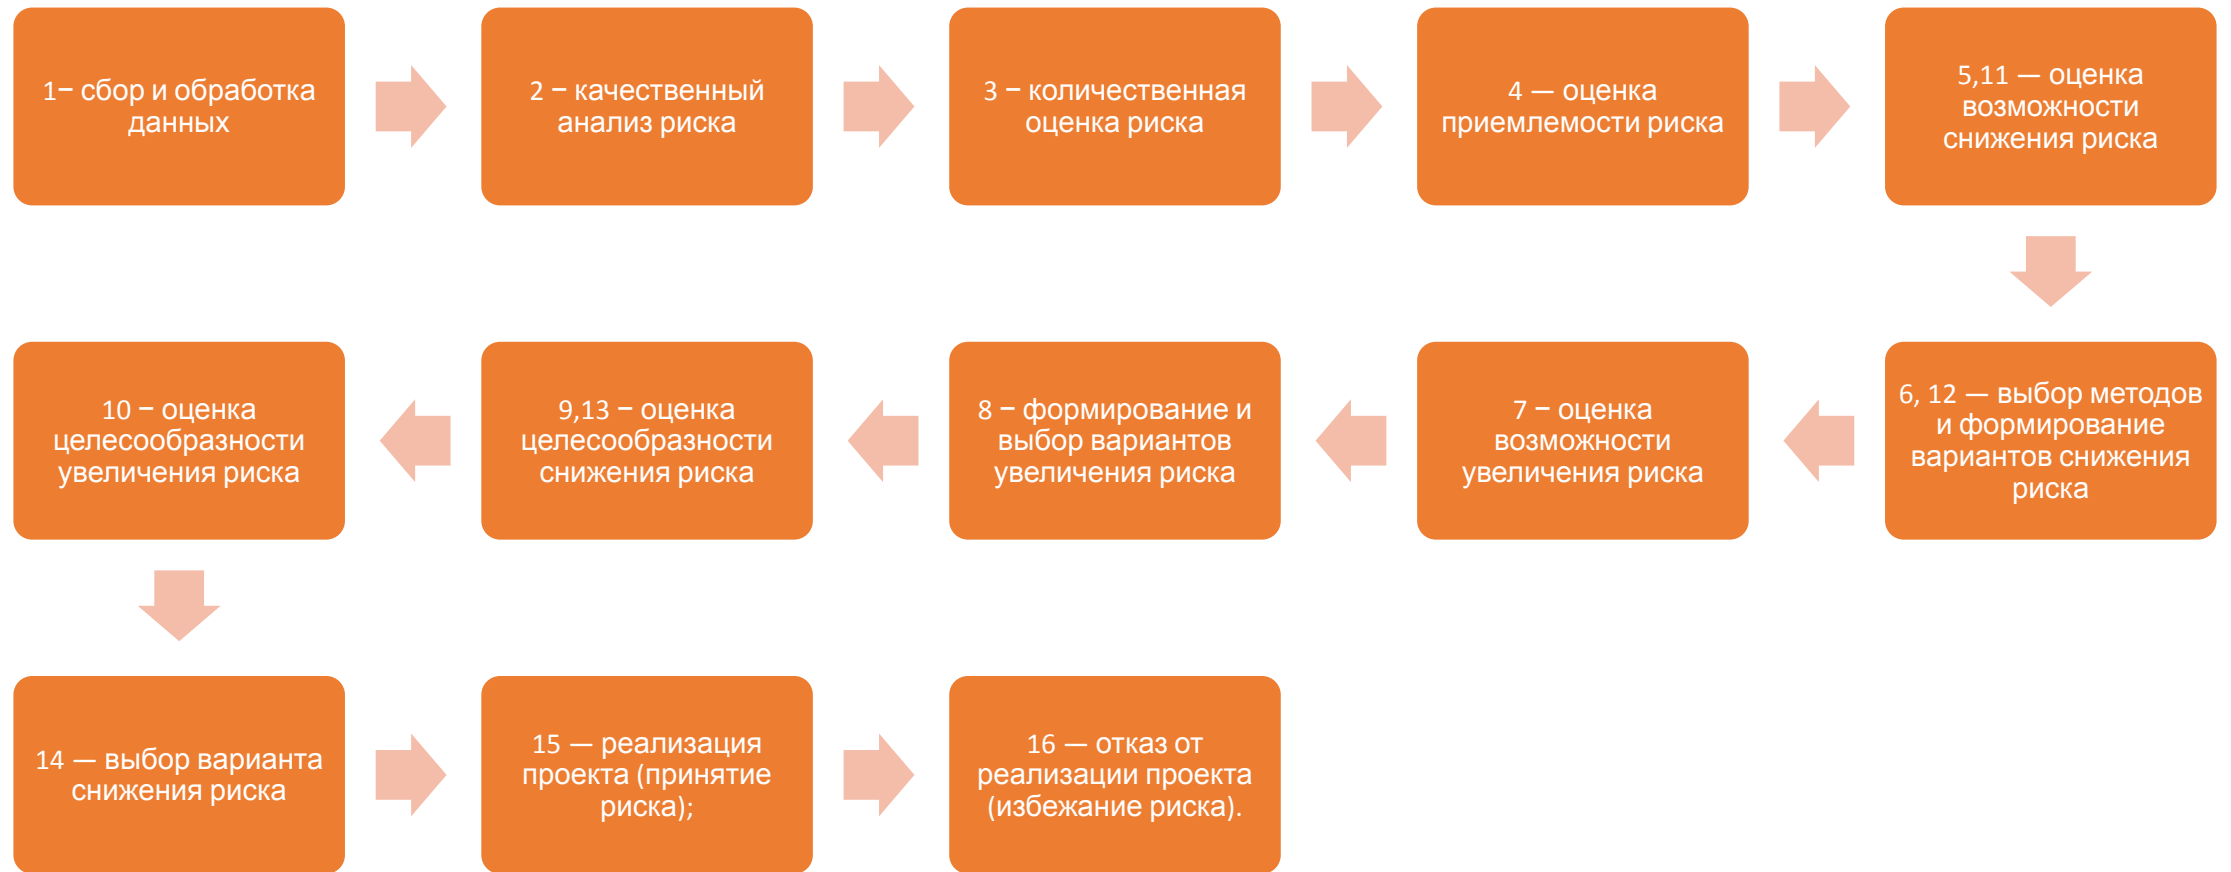 1− сбор и обработка
данных
2 − качественный
анализ риска
3 − количественная
оценка риска
4 — оценка
приемлемости риска
5,11 — оценка
возможности
снижения риска
6, 12 — выбор методов
и формирование
вариантов снижения
риска
7 − оценка
возможности
увеличения риска
8 − формирование и
выбор вариантов
увеличения риска
9,13 − оценка
целесообразности
снижения риска
10 − оценка
целесообразности
увеличения риска
14 — выбор варианта
снижения риска
15 — реализация
проекта (принятие
риска);
16 — отказ от
реализации проекта
(избежание риска).